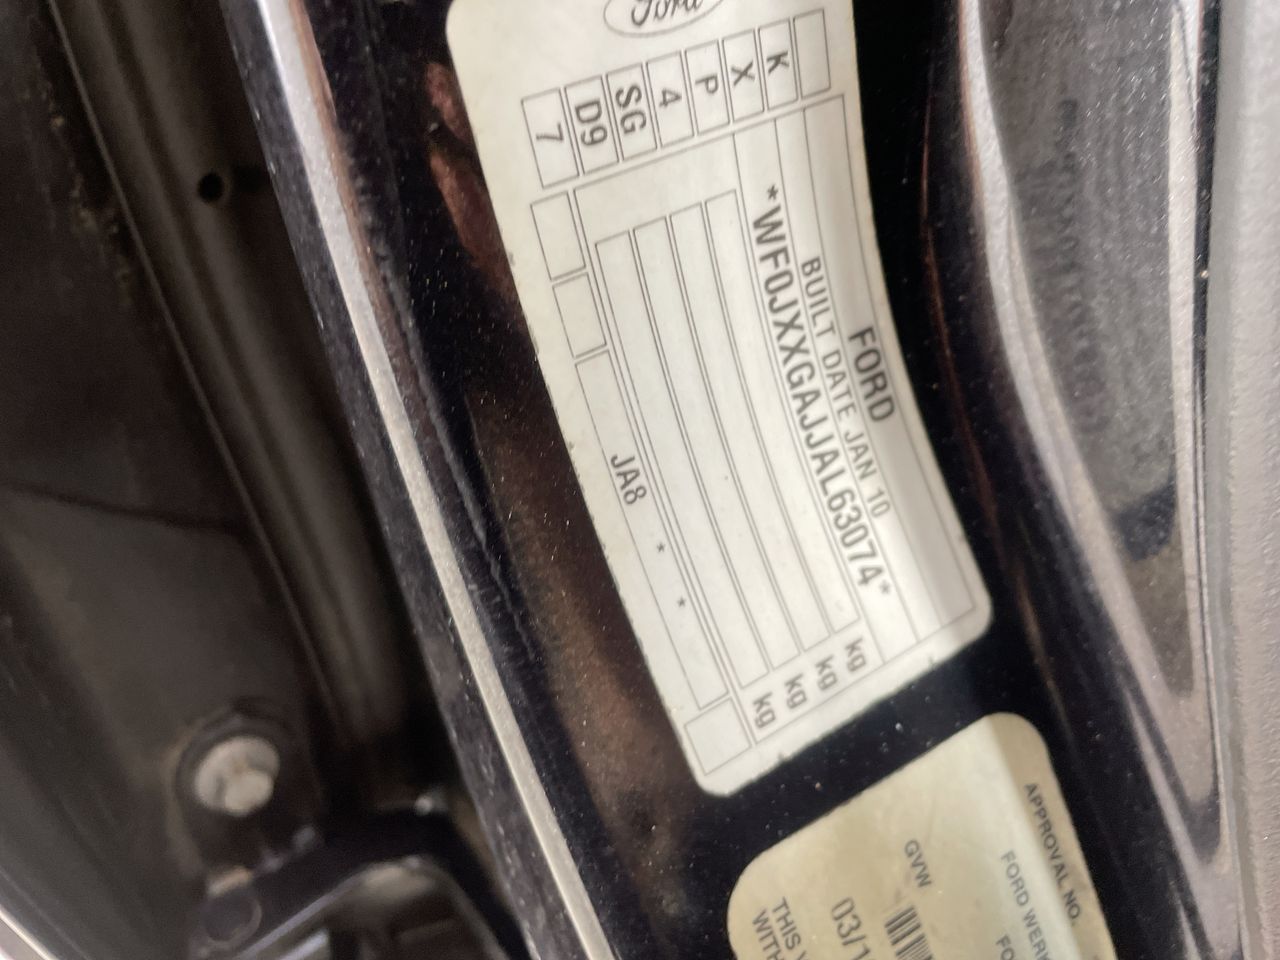 Ford
FORD
BUILT DATE JAN 10
*WF0JXXGAJJAL63074*
K
X
P
4
SG
D9
7
kg
kg
kg
kg
JA8
*
*
APPROVAL NO.
FORD
GVW
03/1
THIS